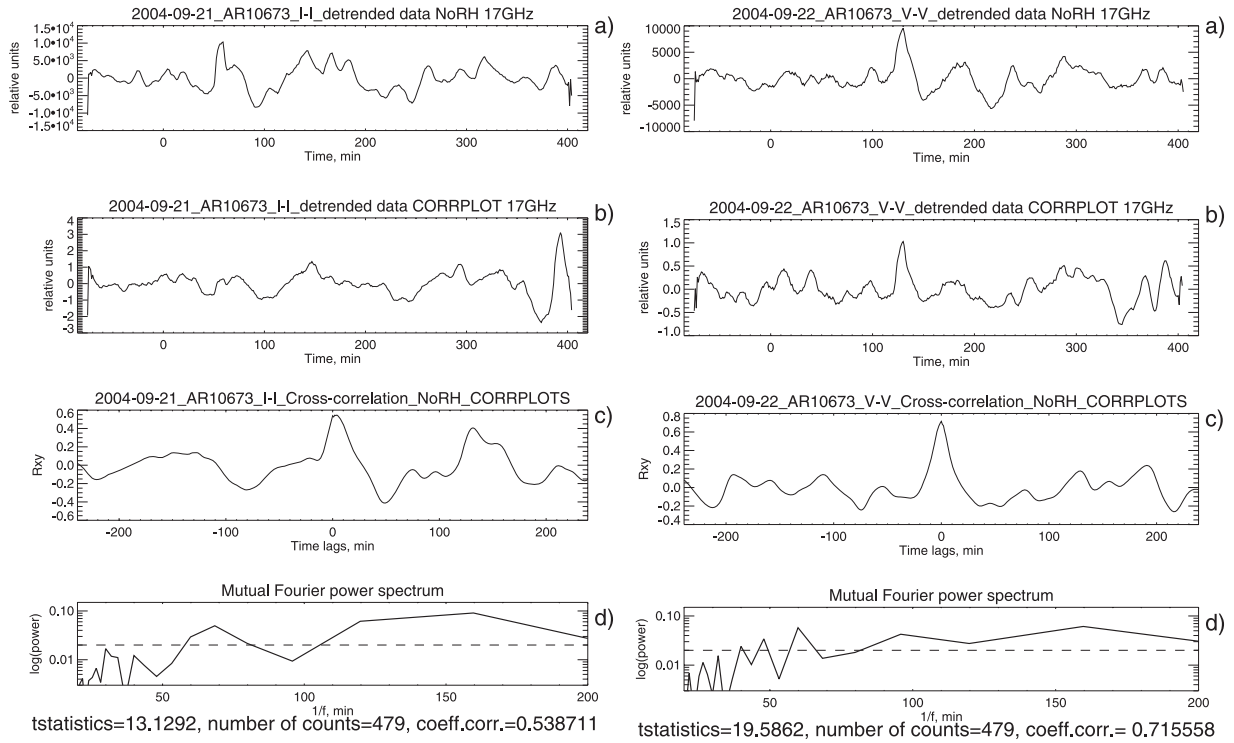 2004-09-21_AR10673_I-I_detrended data NoRH 17GHz
a)
1.5•10⁴
1.0•10⁴
5.0•10³
0
-5.0•10³
-1.0•10⁴
-1.5•10⁴
relative units
0 100 200 300 400
Time, min
2004-09-21_AR10673_I-I_detrended data CORRPLOT 17GHz
b)
4
3
2
1
0
-1
-2
-3
relative units
0 100 200 300 400
Time, min
2004-09-21_AR10673_I-I_Cross-correlation_NoRH_CORRPLOTS
c)
0.6
0.4
0.2
0.0
-0.2
-0.4
-0.6
Rxy
-200 -100 0 100 200
Time lags, min
Mutual Fourier power spectrum
d)
0.10
0.01
log(power)
50 100 150 200
1/f, min
tstatistics=13.1292, number of counts=479, coeff.corr.=0.538711
2004-09-22_AR10673_V-V_detrended data NoRH 17GHz
a)
10000
5000
0
-5000
-10000
relative units
0 100 200 300 400
Time, min
2004-09-22_AR10673_V-V_detrended data CORRPLOT 17GHz
b)
1.5
1.0
0.5
0.0
-0.5
-1.0
relative units
0 100 200 300 400
Time, min
2004-09-22_AR10673_V-V_Cross-correlation_NoRH_CORRPLOTS
c)
0.8
0.6
0.4
0.2
0.0
-0.2
-0.4
Rxy
-200 -100 0 100 200
Time lags, min
Mutual Fourier power spectrum
d)
0.10
0.01
log(power)
50 100 150 200
1/f, min
tstatistics=19.5862, number of counts=479, coeff.corr.= 0.715558